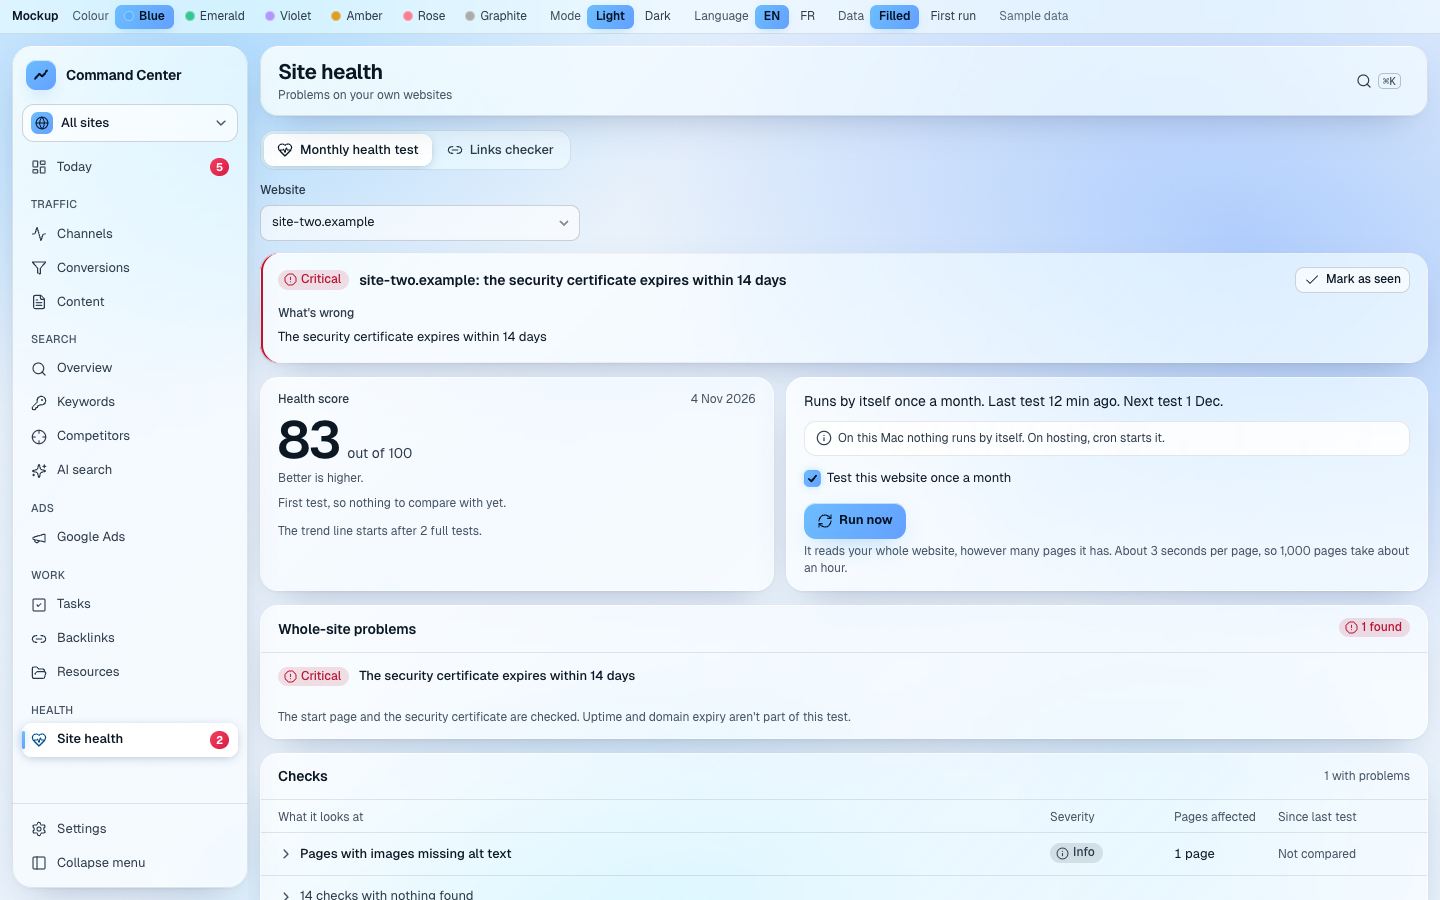 Mockup Colour Blue Emerald Violet Amber Rose Graphite Mode Light Dark Language EN FR Data Filled First run Sample data
Command Center
All sites
Today 5
TRAFFIC
Channels
Conversions
Content
SEARCH
Overview
Keywords
Competitors
AI search
ADS
Google Ads
WORK
Tasks
Backlinks
Resources
HEALTH
Site health 2
Settings
Collapse menu
Site health
Problems on your own websites
⌘K
Monthly health test Links checker
Website
site-two.example
Critical site-two.example: the security certificate expires within 14 days Mark as seen
What's wrong
The security certificate expires within 14 days
Health score 4 Nov 2026
83 out of 100
Better is higher.
First test, so nothing to compare with yet.
The trend line starts after 2 full tests.
Runs by itself once a month. Last test 12 min ago. Next test 1 Dec.
On this Mac nothing runs by itself. On hosting, cron starts it.
Test this website once a month
Run now
It reads your whole website, however many pages it has. About 3 seconds per page, so 1,000 pages take about
an hour.
Whole-site problems 1 found
Critical The security certificate expires within 14 days
The start page and the security certificate are checked. Uptime and domain expiry aren't part of this test.
Checks 1 with problems
What it looks at Severity Pages affected Since last test
Pages with images missing alt text Info 1 page Not compared
14 checks with nothing found